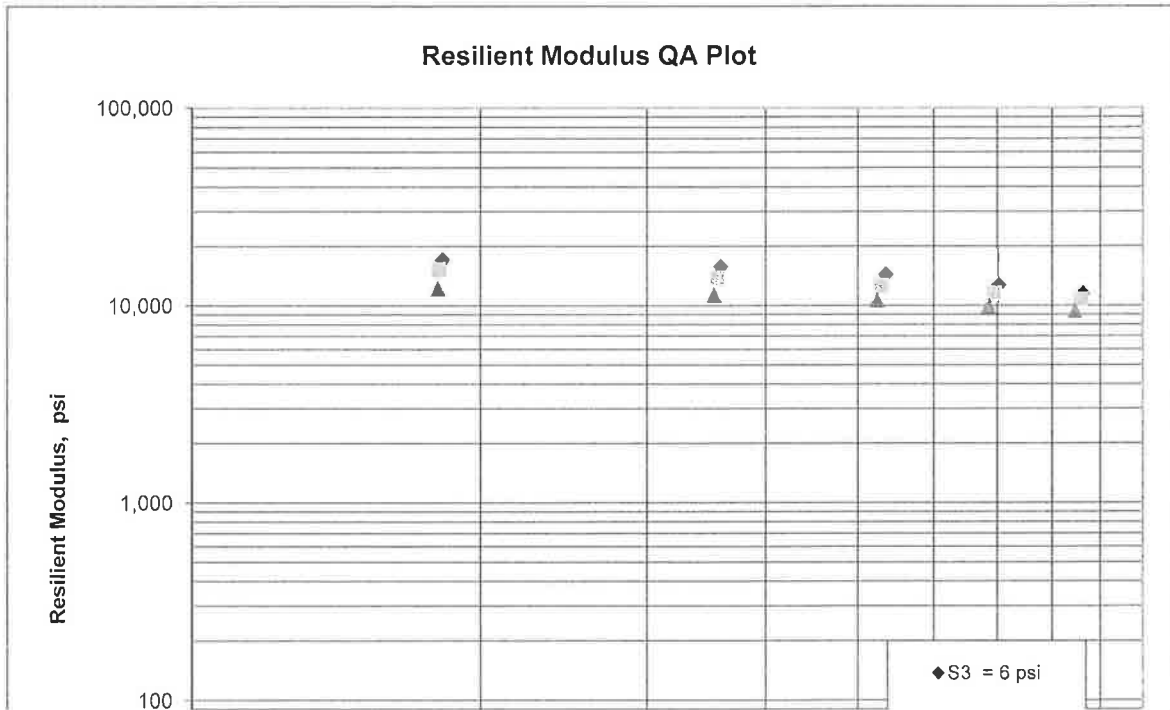 Resilient Modulus QA Plot
100,000
10,000
1,000
100
Resilient Modulus, psi
S3 = 6 psi